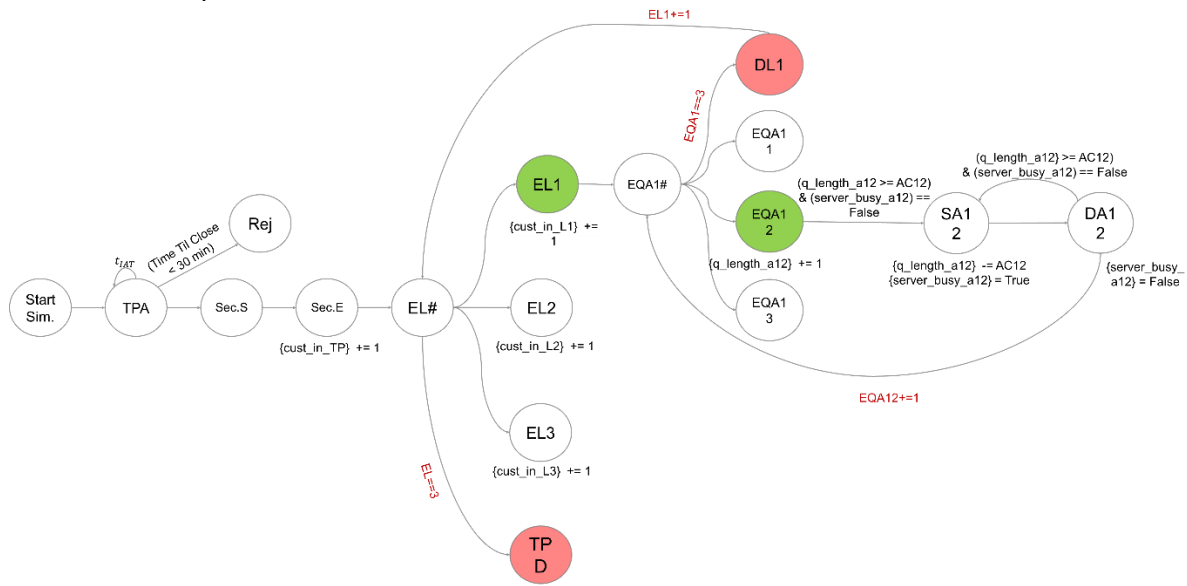 EL1+=1
DL1
EQA1==3
EQA1
1
(q_length_a12) >= AC12)
& (server_busy_a12) == False
EL1
EQA1#
(q_length_a12 >= AC12)
& (server_busy_a12) ==
False
EQA1
2
SA1
2
DA1
2
{cust_in_L1} +=
1
{q_length_a12} += 1
{q_length_a12} -= AC12
{server_busy_a12} = True
{server_busy_
a12} = False
Rej
(Time Til Close
< 30 min)
t_IAT
Start
Sim.
TPA
Sec.S
Sec.E
EL#
EL2
EQA1
3
{cust_in_TP} += 1
{cust_in_L2} += 1
EQA12+=1
EL3
{cust_in_L3} += 1
EL==3
TP
D